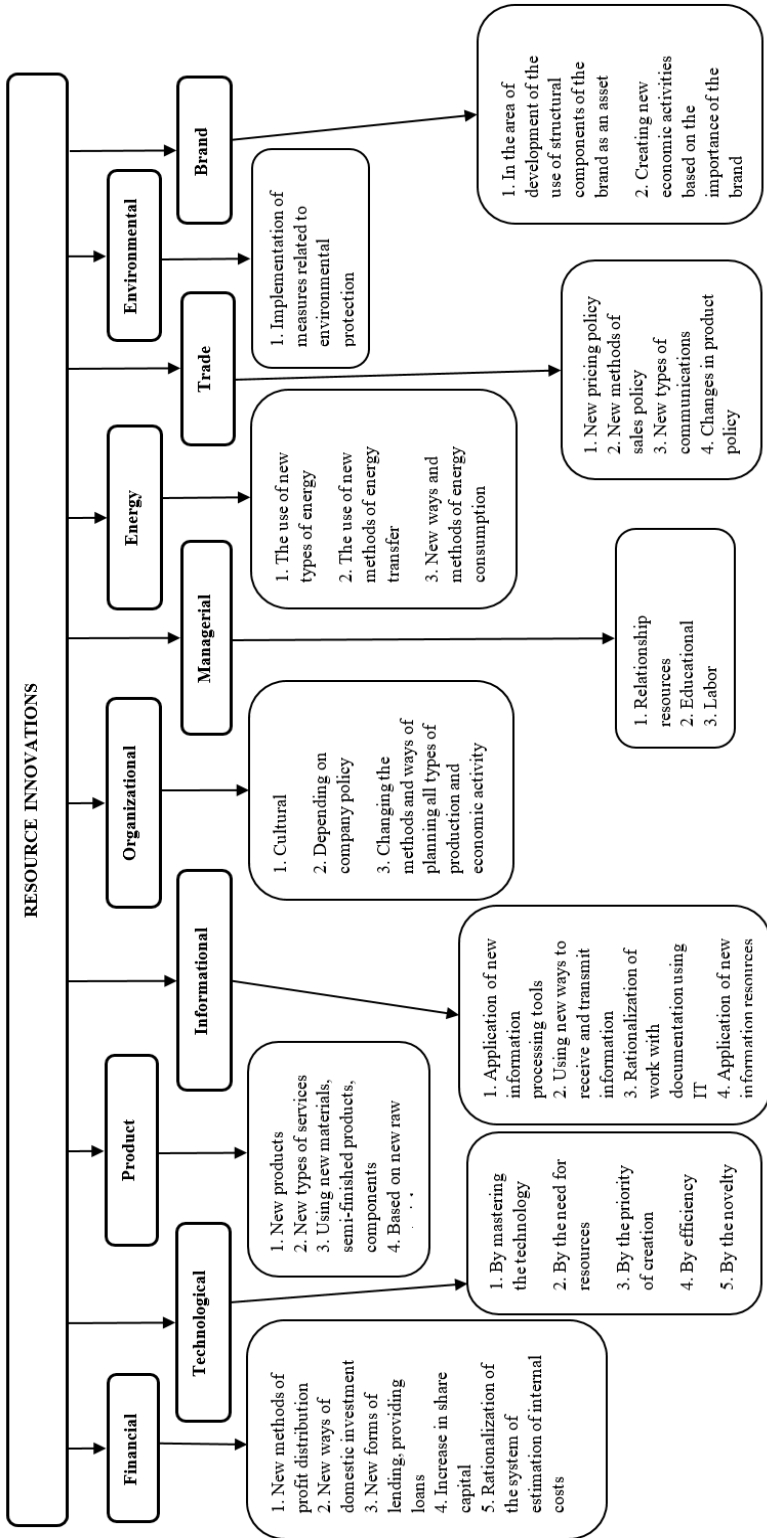 RESOURCE INNOVATIONS
Financial
Technological
Product
Informational
Organizational
Managerial
Energy
Trade
Environmental
Brand
1. New methods of
profit distribution
2. New ways of
domestic investment
3. New forms of
lending, providing
loans
4. Increase in share
capital
5. Rationalization of
the system of
estimation of internal
costs
1. By mastering
the technology
2. By the need for
resources
3. By the priority
of creation
4. By efficiency
5. By the novelty
1. New products
2. New types of services
3. Using new materials,
semi-finished products,
components
4. Based on new raw
1. Application of new
information
processing tools
2. Using new ways to
receive and transmit
information
3. Rationalization of
work with
documentation using
IT
4. Application of new
information resources
1. Cultural
2. Depending on
company policy
3. Changing the
methods and ways of
planning all types of
production and
economic activity
1. Relationship
resources
2. Educational
3. Labor
1. The use of new
types of energy
2. The use of new
methods of energy
transfer
3. New ways and
methods of energy
consumption
1. New pricing policy
2. New methods of
sales policy
3. New types of
communications
4. Changes in product
policy
1. Implementation of
measures related to
environmental
protection
1. In the area of
development of the
use of structural
components of the
brand as an asset
2. Creating new
economic activities
based on the
importance of the
brand